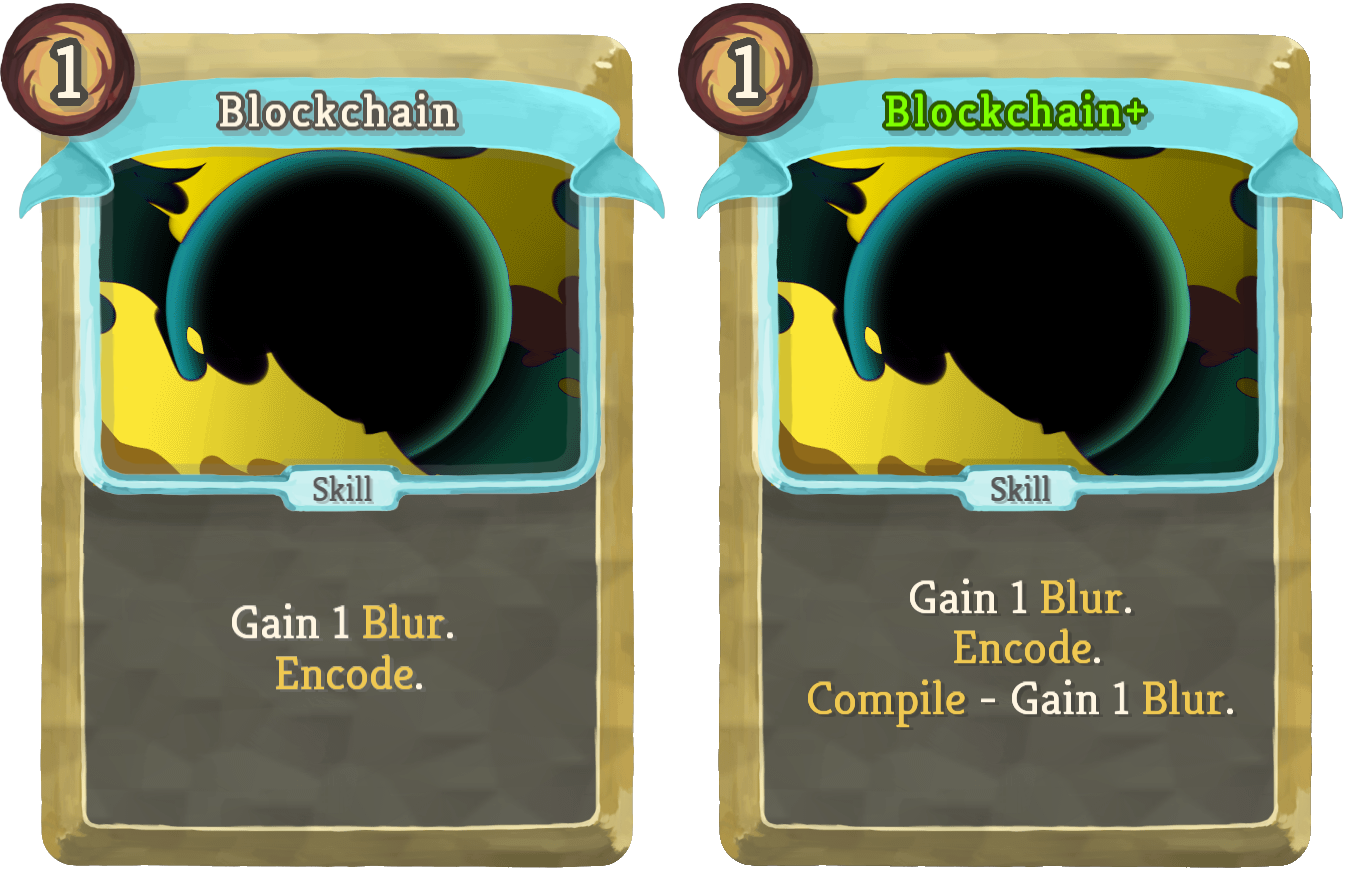 1
Blockchain
Skill
Gain 1 Blur.
Encode.
1
Blockchain+
Skill
Gain 1 Blur.
Encode.
Compile - Gain 1 Blur.